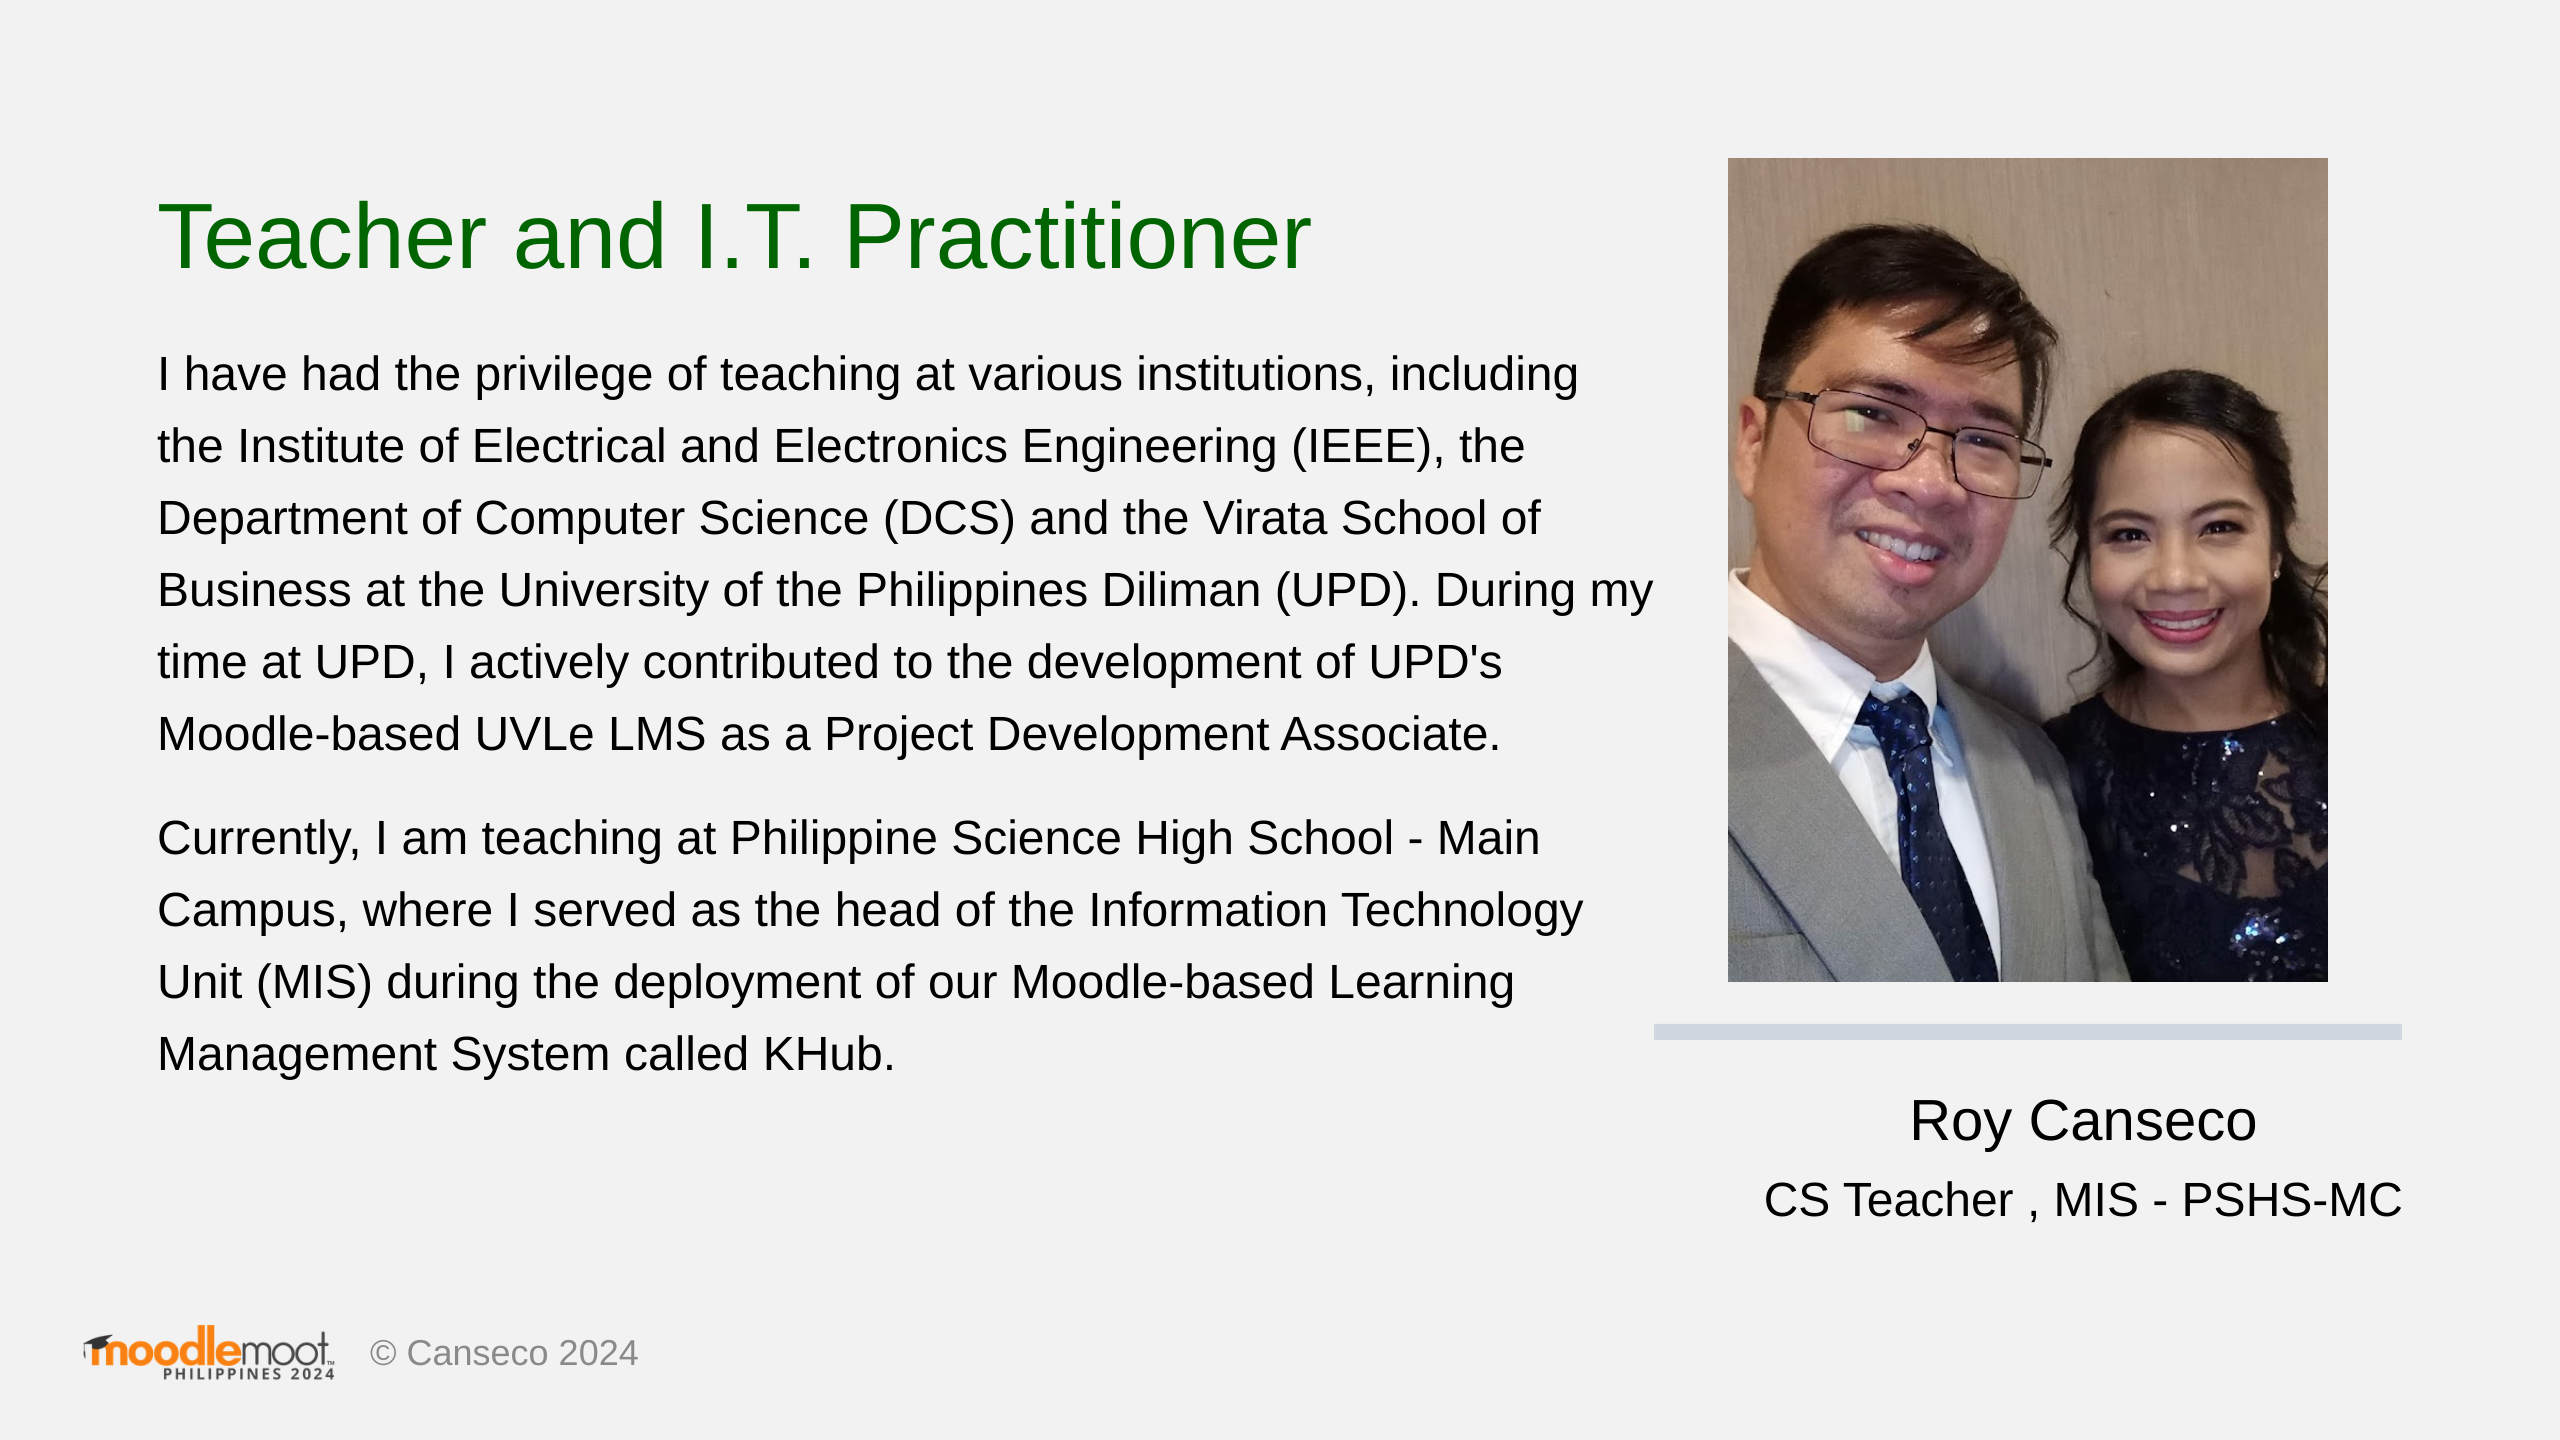 Teacher and I.T. Practitioner
I have had the privilege of teaching at various institutions, including
the Institute of Electrical and Electronics Engineering (IEEE), the
Department of Computer Science (DCS) and the Virata School of
Business at the University of the Philippines Diliman (UPD). During my
time at UPD, I actively contributed to the development of UPD's
Moodle-based UVLe LMS as a Project Development Associate.
Currently, I am teaching at Philippine Science High School - Main
Campus, where I served as the head of the Information Technology
Unit (MIS) during the deployment of our Moodle-based Learning
Management System called KHub.
Roy Canseco
CS Teacher , MIS - PSHS-MC
moodlemoot™
PHILIPPINES 2024
© Canseco 2024